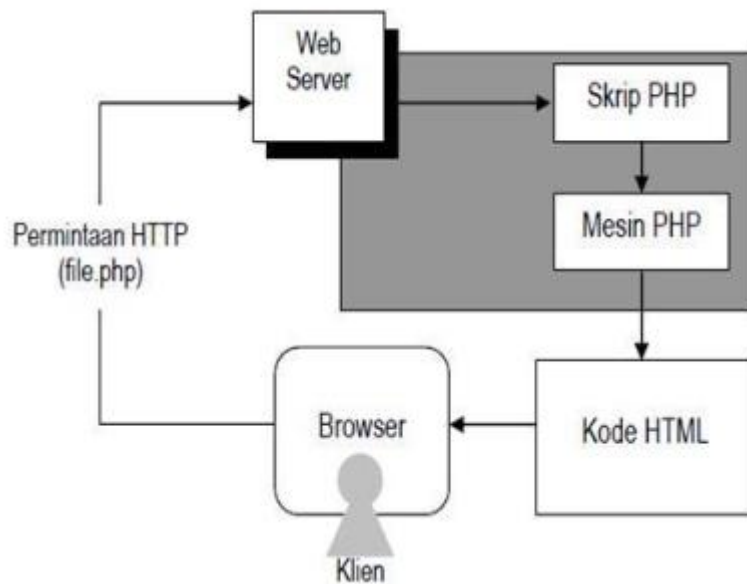 Web
Server
Skrip PHP
Mesin PHP
Permintaan HTTP
(file.php)
Browser
Kode HTML
Klien